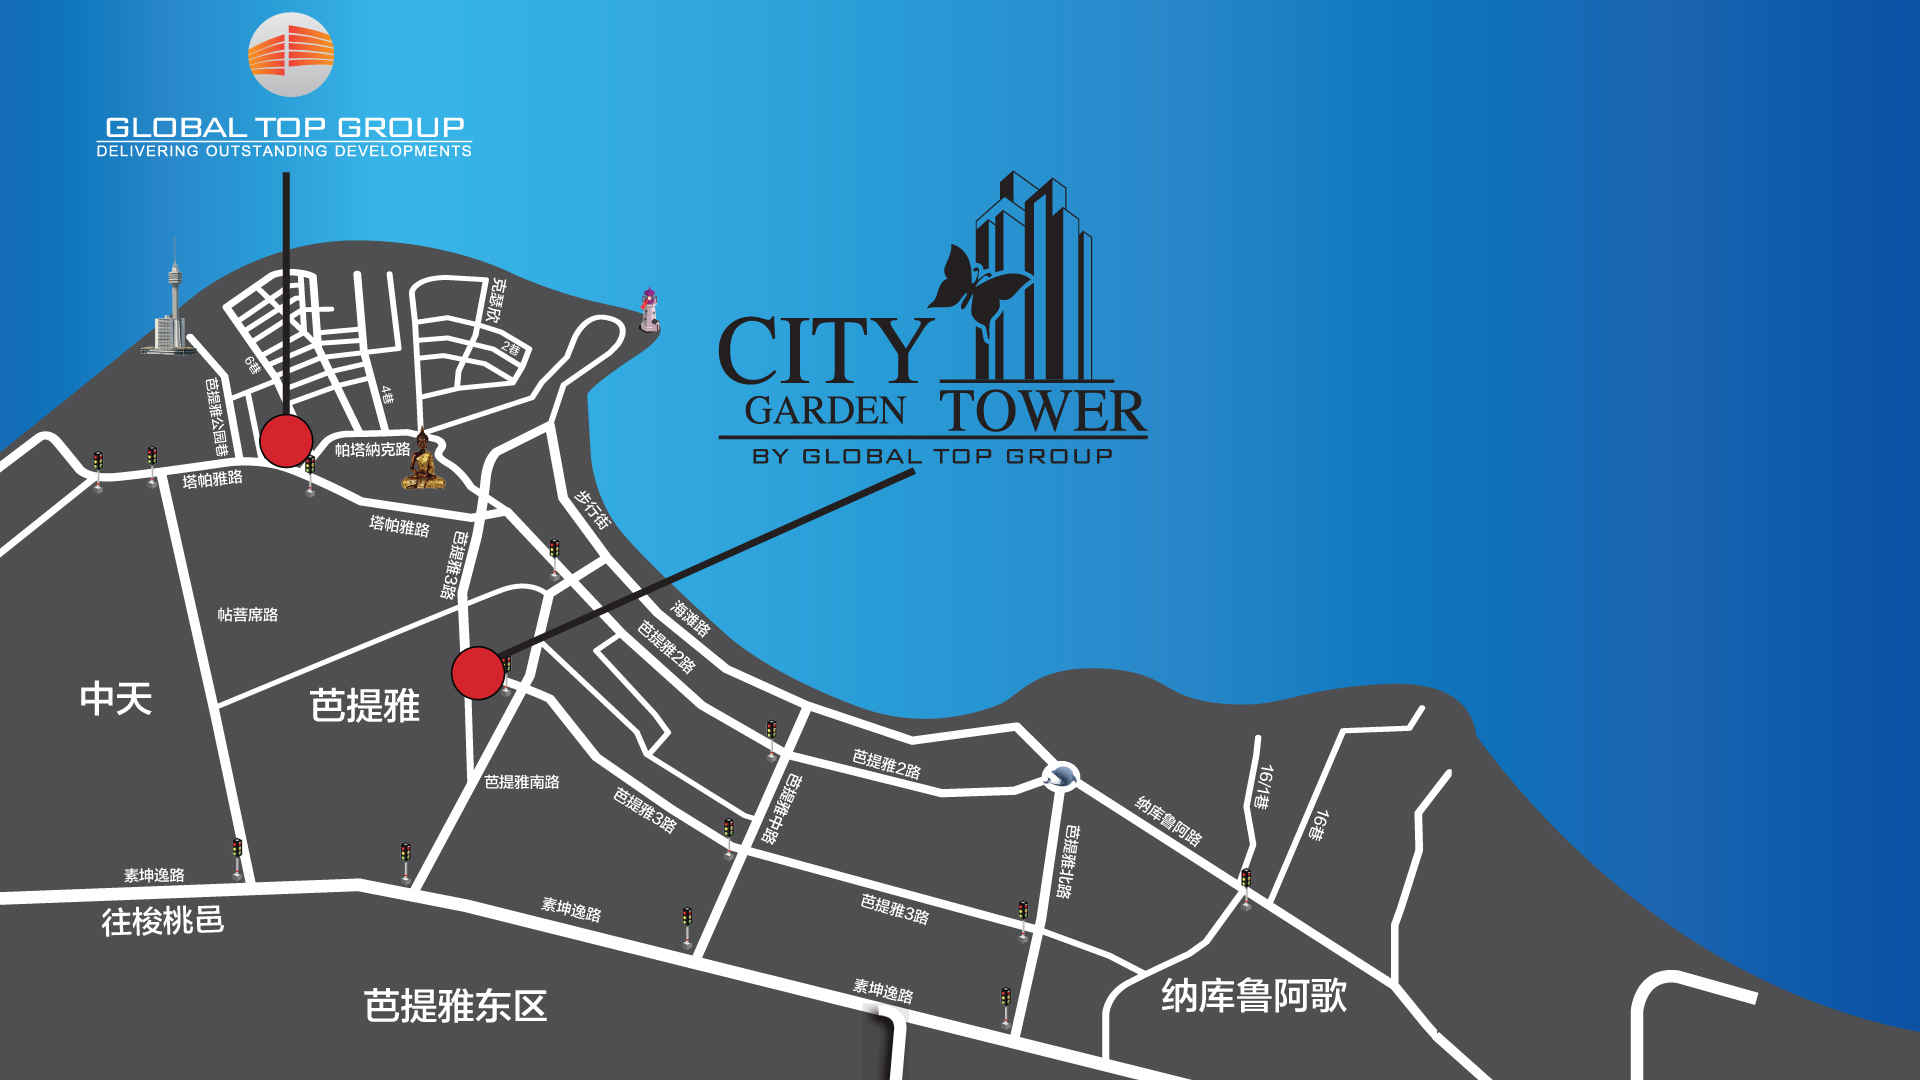 GLOBAL TOP GROUP
DELIVERING OUTSTANDING DEVELOPMENTS
CITY
GARDEN TOWER
BY GLOBAL TOP GROUP
克瑟欣
2巷
6巷
4巷
芭提雅公园巷
帕塔納克路
塔帕雅路
塔帕雅路
步行街
芭提雅3路
帖菩席路
海滩路
芭提雅2路
中天
芭提雅
芭提雅2路
芭提雅南路
芭提雅3路
芭提雅中路
纳库鲁阿路
16/1巷
16巷
芭提雅北路
素坤逸路
往梭桃邑
素坤逸路
芭提雅3路
芭提雅东区
素坤逸路
纳库鲁阿歌